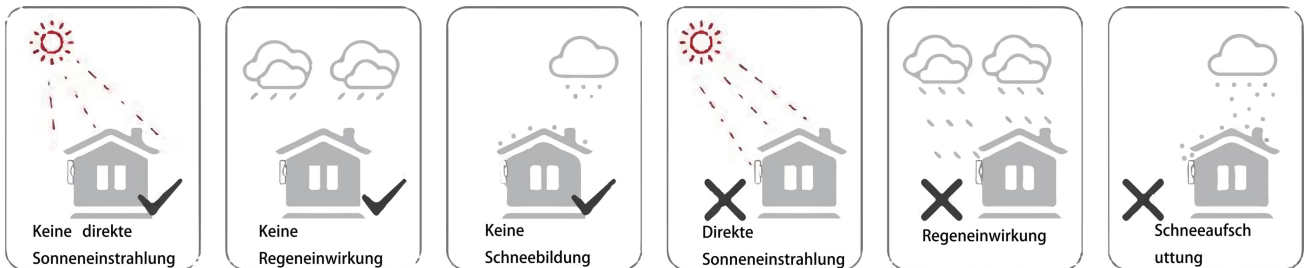 Keine direkte
Sonneneinstrahlung
Keine
Regeneinwirkung
Keine
Schneebildung
Direkte
Sonneneinstrahlung
Regeneinwirkung
Schneeaufsch
uttung